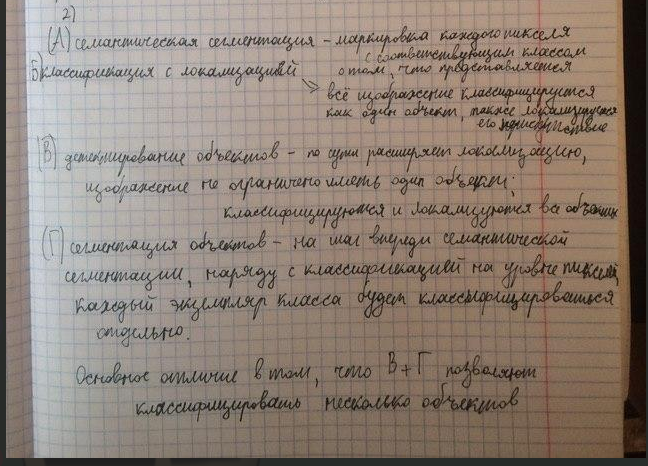 2)
(А) семантическая сегментация – маркировка каждого пикселя
с соответствующим классом
о том, что представляется
Б) классификация с локализацией
всё изображение классифицируется
как один объект, также локализируется
его присутствие
(В) детектирование объектов – по сути расширяет локализацию,
изображение не ограничено иметь один объект;
классифицируются и локализуются все объекты
(Г) сегментация объектов – на шаг впереди семантической
сегментации, наряду с классификацией на уровне пикселей,
каждый экземпляр класса будет классифицироваться
отдельно.
Основное отличие в том, что В+Г позволяют
классифицировать несколько объектов